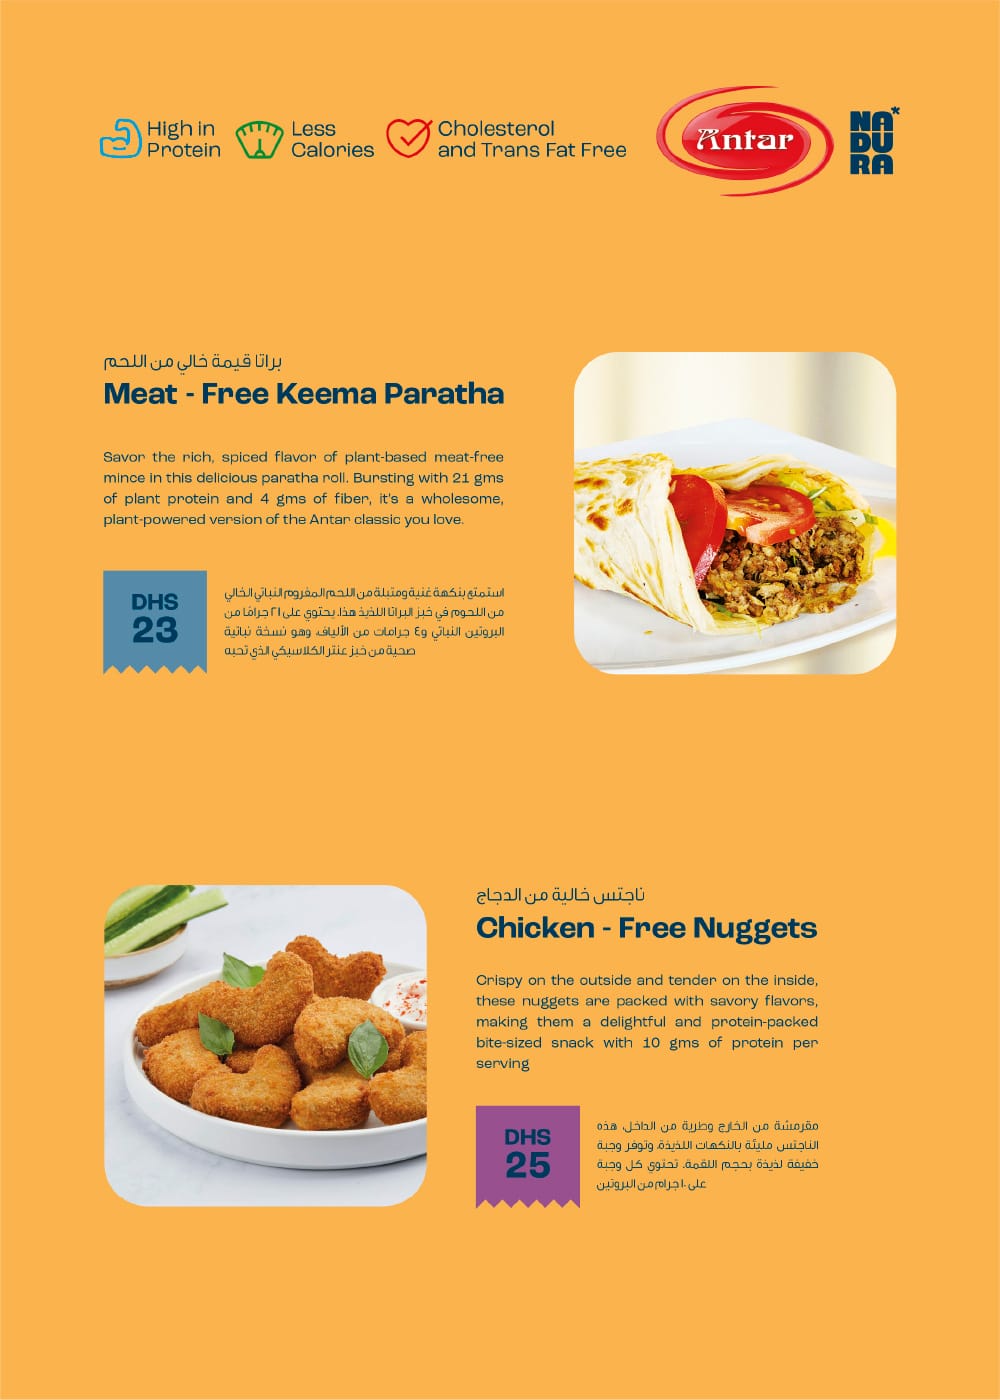 High in
Protein
Less
Calories
Cholesterol
and Trans Fat Free
Antar
NA*
DU
RA
براتا قيمة خالي من اللحم
Meat - Free Keema Paratha
Savor the rich, spiced flavor of plant-based meat-free
mince in this delicious paratha roll. Bursting with 21 gms
of plant protein and 4 gms of fiber, it's a wholesome,
plant-powered version of the Antar classic you love.
DHS
23
استمتع بنكهة غنية ومتبلة من اللحم المفروم النباتي الخالي
من اللحوم في خبز البراتا اللذيذ هذا. يحتوي على ٢١ جرامًا من
البروتين النباتي و٤ جرامات من الألياف، وهو نسخة نباتية
صحية من خبز عنتر الكلاسيكي الذي تحبه
ناجتس خالية من الدجاج
Chicken - Free Nuggets
Crispy on the outside and tender on the inside,
these nuggets are packed with savory flavors,
making them a delightful and protein-packed
bite-sized snack with 10 gms of protein per
serving
DHS
25
مقرمشة من الخارج وطرية من الداخل، هذه
الناجتس مليئة بالنكهات اللذيذة، وتوفر وجبة
خفيفة لذيذة بحجم اللقمة. تحتوي كل وجبة
على ١٠ جرام من البروتين